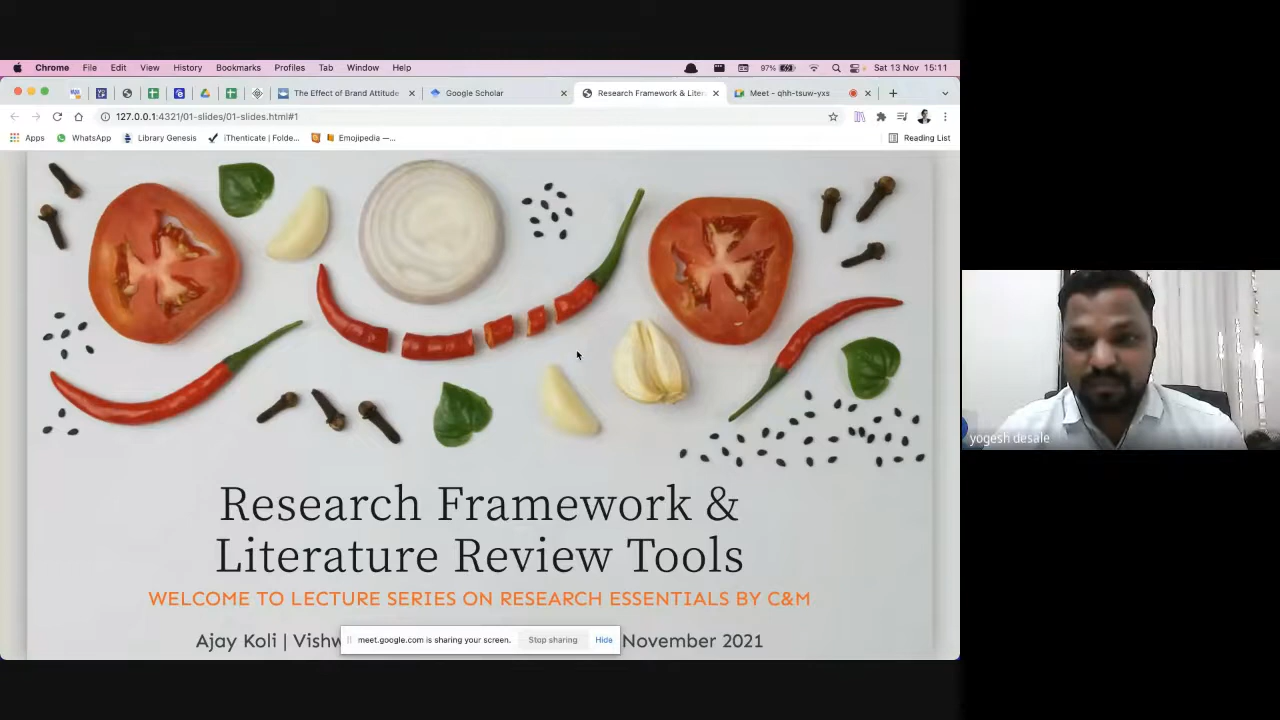 Chrome File Edit View History Bookmarks Profiles Tab Window Help 97% Sat 13 Nov 15:11
The Effect of Brand Attitude Google Scholar Research Framework & Liter Meet - qhh-tsuw-yxs
127.0.0.1:4321/01-slides/01-slides.html#1
Apps WhatsApp Library Genesis iThenticate | Folde... Emojipedia —... Reading List
Research Framework &
Literature Review Tools
WELCOME TO LECTURE SERIES ON RESEARCH ESSENTIALS BY C&M
Ajay Koli | Vishw November 2021
meet.google.com is sharing your screen. Stop sharing Hide
yogesh desale